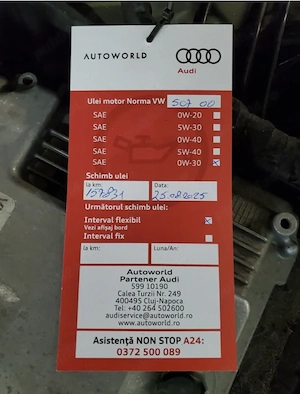 AUTOWORLD
Audi
Ulei motor Norma VW 507 00
SAE 0W-20
SAE 5W-30
SAE 0W-40
SAE 5W-40
SAE 0W-30
Schimb ulei
la km: Data:
157831 25.08.2025
Următorul schimb ulei:
Interval flexibil
Vezi afișaj bord
Interval fix
la km: Luna/An:
Autoworld
Partener Audi
599 10190
Calea Turzii Nr. 249
400495 Cluj-Napoca
Tel: +40 264 502600
audiservice@autoworld.ro
www.autoworld.ro
Asistență NON STOP A24:
0372 500 089